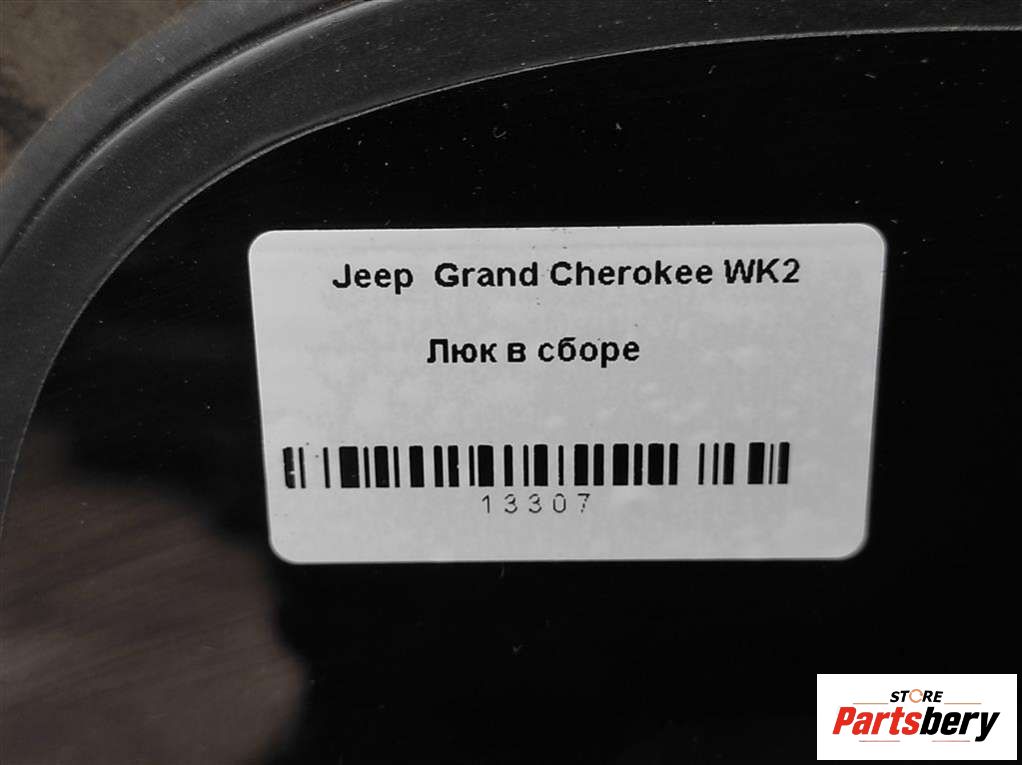 Jeep Grand Cherokee WK2
Люк в сборе
13307
STORE
Partsbery